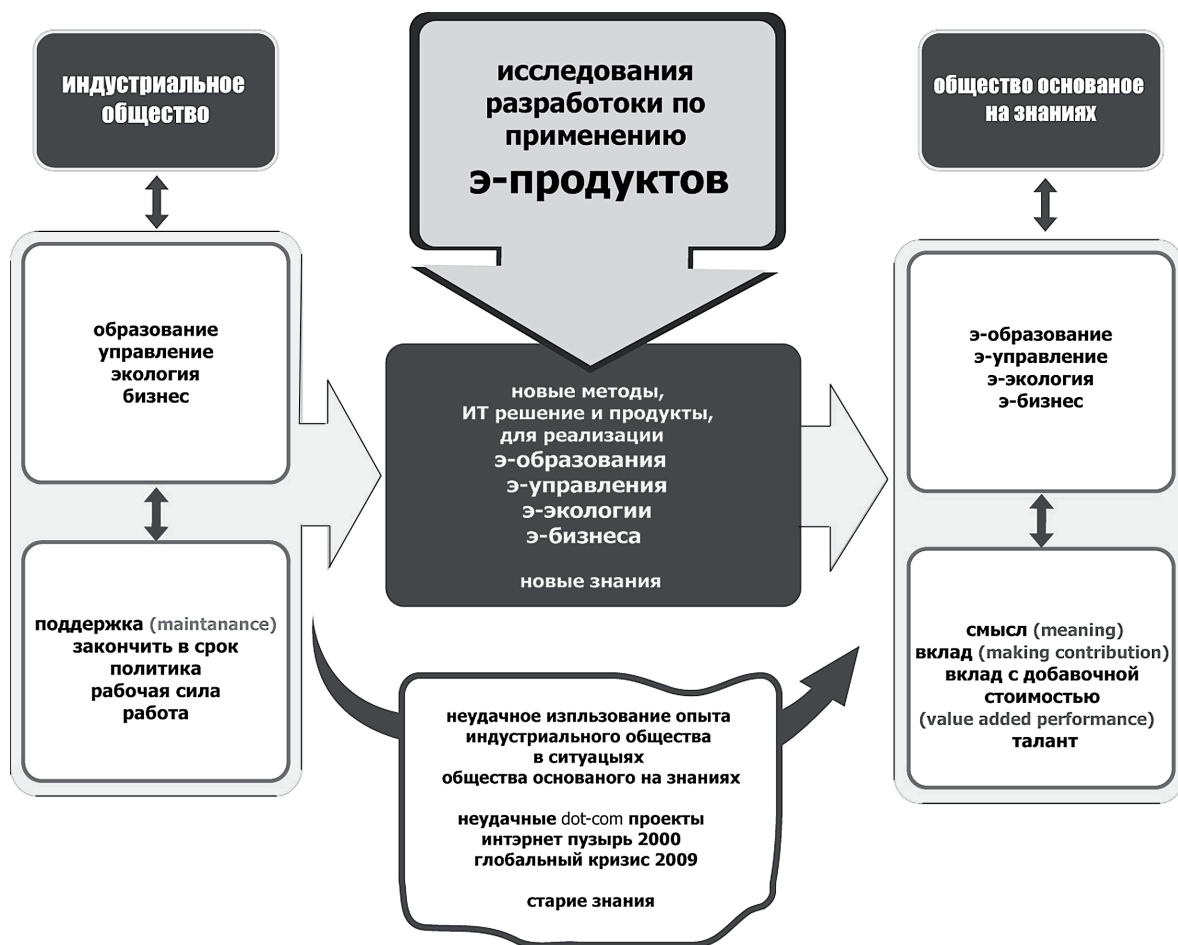 индустриальное
общество
образование
управление
экология
бизнес
поддержка (maintanance)
закончить в срок
политика
рабочая сила
работа
исследования
разработоки по
применению
э-продуктов
новые методы,
ИТ решение и продукты,
для реализации
э-образования
э-управления
э-экологии
э-бизнеса
новые знания
неудачное изпльзование опыта
индустриального общества
в ситуацыях
общества основаного на знаниях
неудачные dot-com проекты
интэрнет пузырь 2000
глобальный кризис 2009
старие знания
общество основаное
на знаниях
э-образование
э-управление
э-экология
э-бизнес
смысл (meaning)
вклад (making contribution)
вклад с добавочной
стоимостью
(value added performance)
талант